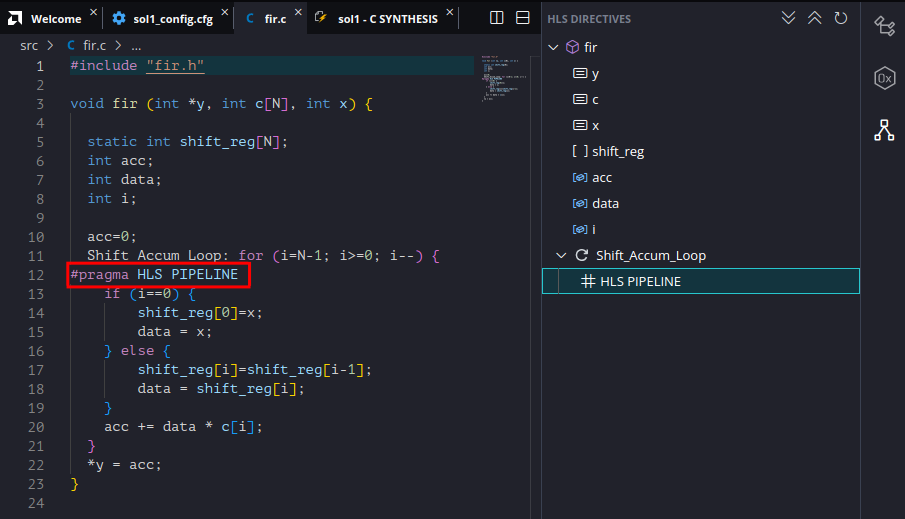 Welcome × sol1_config.cfg × C fir.c × sol1 - C SYNTHESIS ×
src > C fir.c > ...
1 #include "fir.h"
2
3 void fir (int *y, int c[N], int x) {
4
5 static int shift_reg[N];
6 int acc;
7 int data;
8 int i;
9
10 acc=0;
11 Shift_Accum_Loop: for (i=N-1; i>=0; i--) {
12 #pragma HLS PIPELINE
13 if (i==0) {
14 shift_reg[0]=x;
15 data = x;
16 } else {
17 shift_reg[i]=shift_reg[i-1];
18 data = shift_reg[i];
19 }
20 acc += data * c[i];
21 }
22 *y = acc;
23 }
24
HLS DIRECTIVES
fir
y
c
x
[ ] shift_reg
acc
data
i
Shift_Accum_Loop
HLS PIPELINE
0x